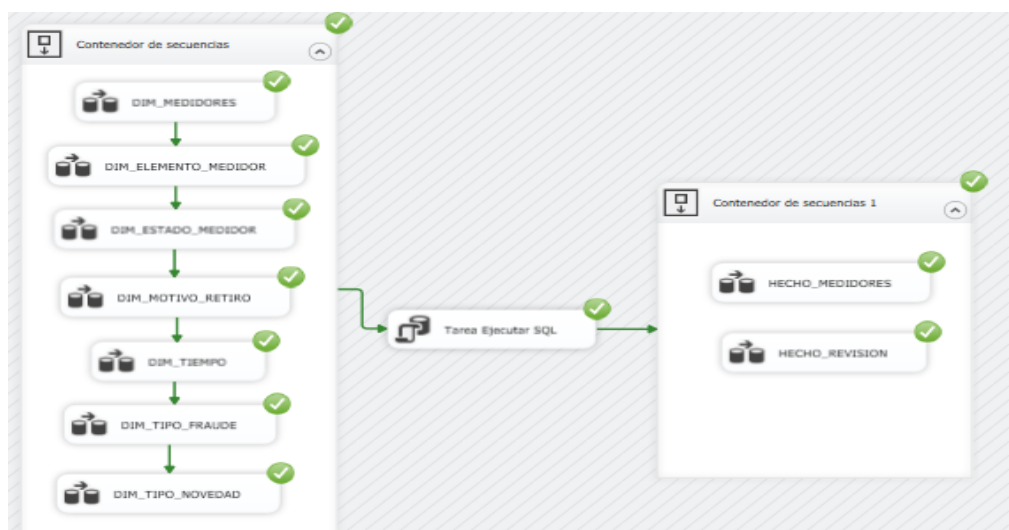 Contenedor de secuencias
DIM_MEDIDORES
DIM_ELEMENTO_MEDIDOR
DIM_ESTADO_MEDIDOR
DIM_MOTIVO_RETIRO
DIM_TIEMPO
DIM_TIPO_FRAUDE
DIM_TIPO_NOVEDAD
Tarea Ejecutar SQL
Contenedor de secuencias 1
HECHO_MEDIDORES
HECHO_REVISION